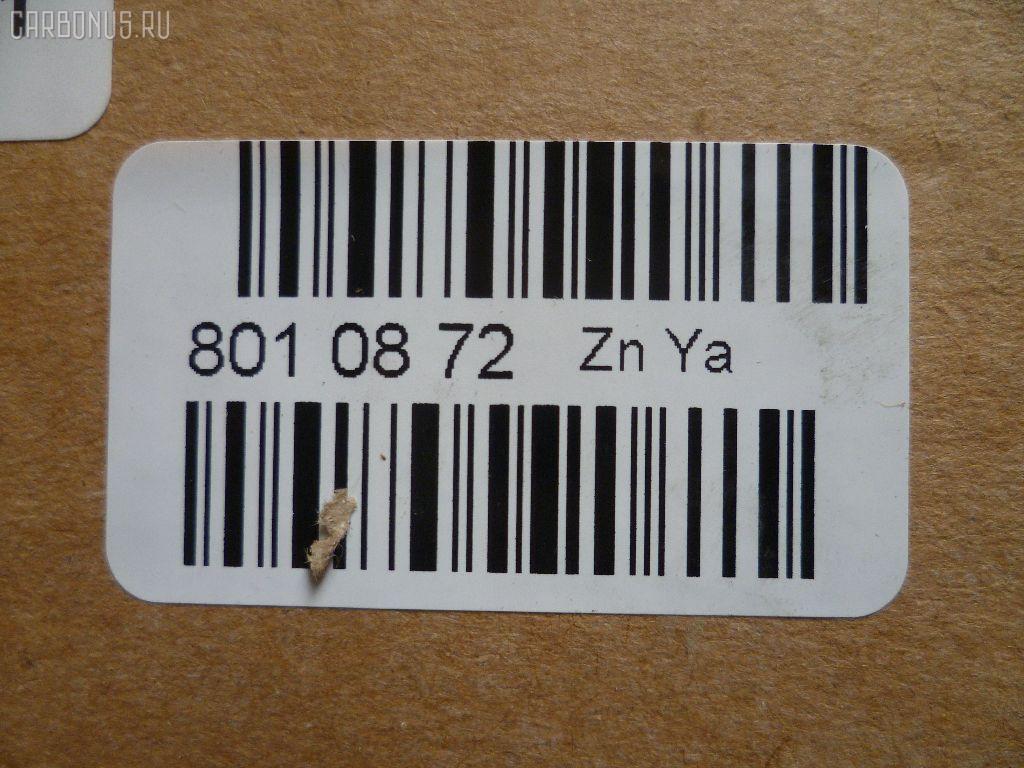 CARBONUS.RU
801 08 72 Zn Ya